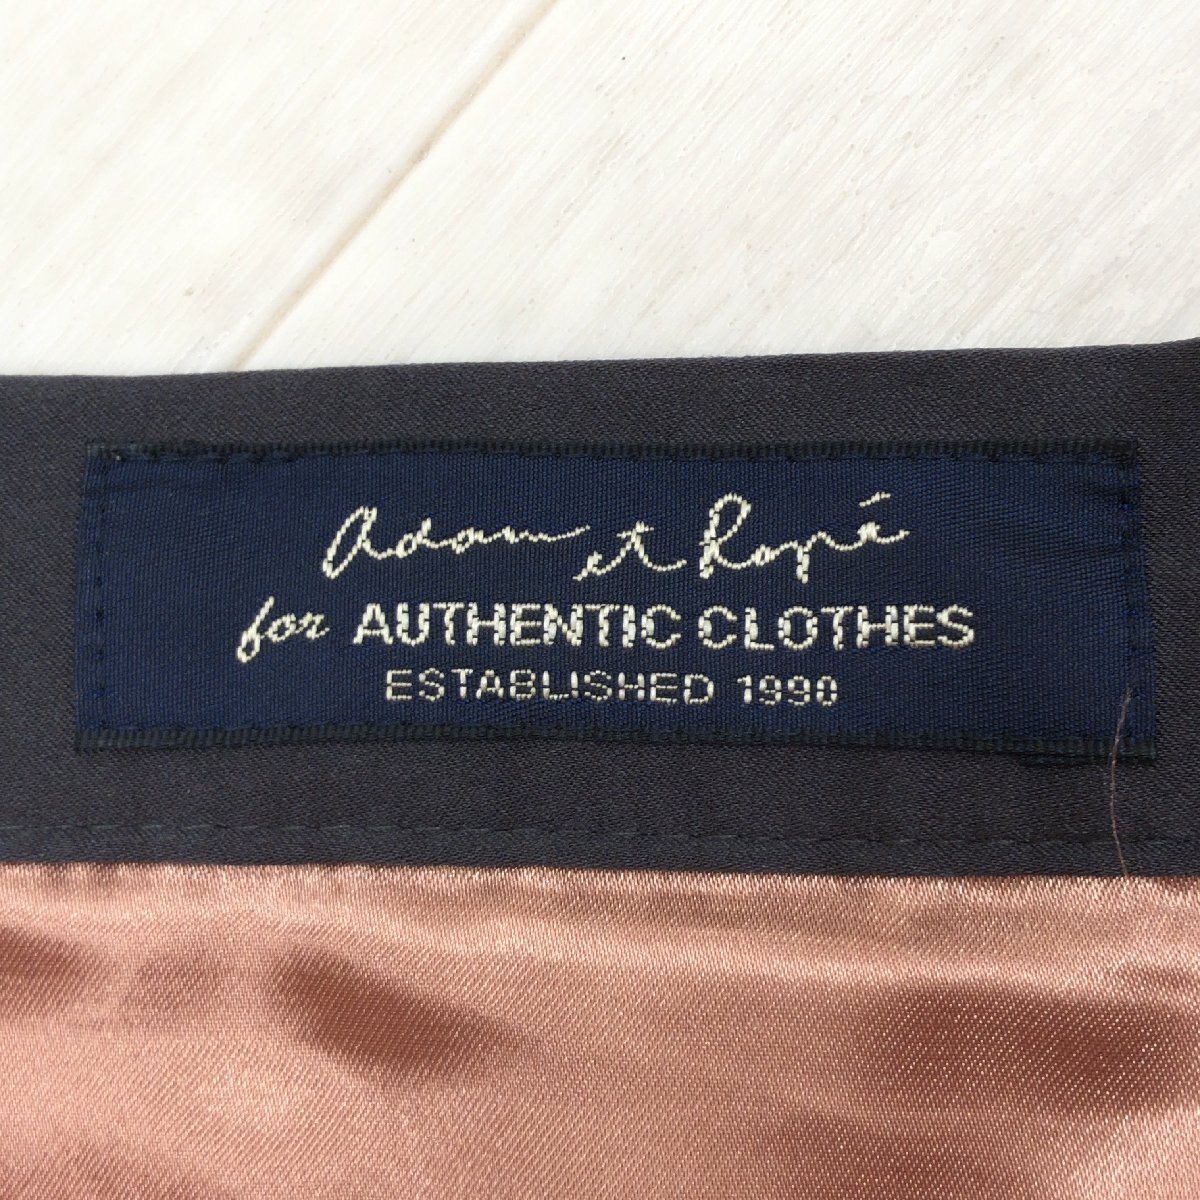 Adam et Ropé
for AUTHENTIC CLOTHES
ESTABLISHED 1990